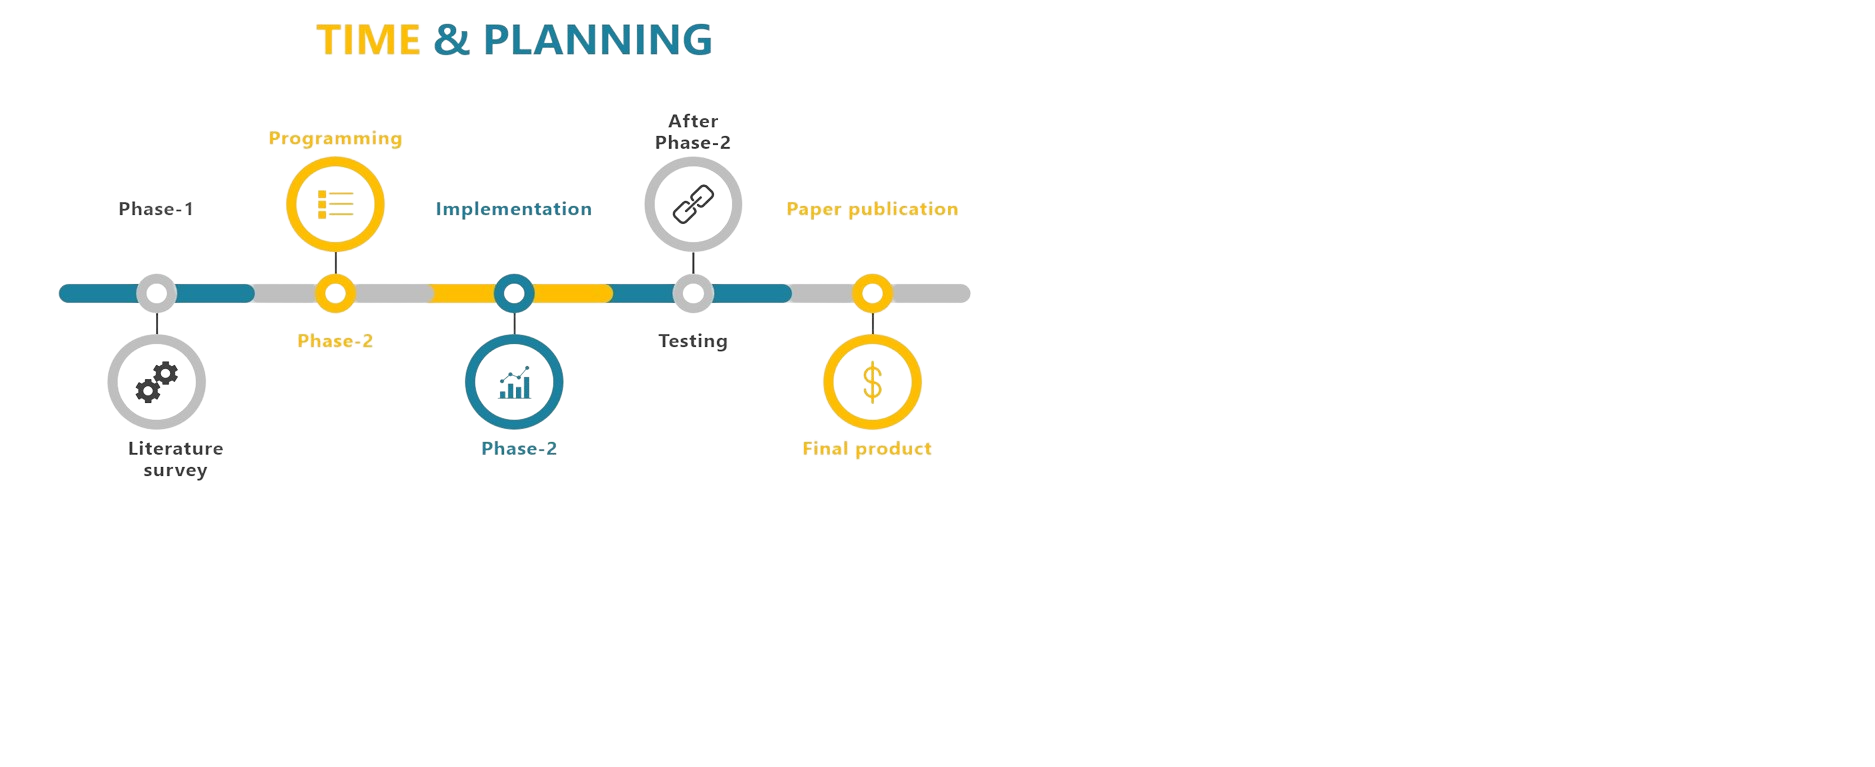 TIME & PLANNING
Phase-1
Literature
survey
Programming
Phase-2
Implementation
Phase-2
After
Phase-2
Testing
Paper publication
$
Final product